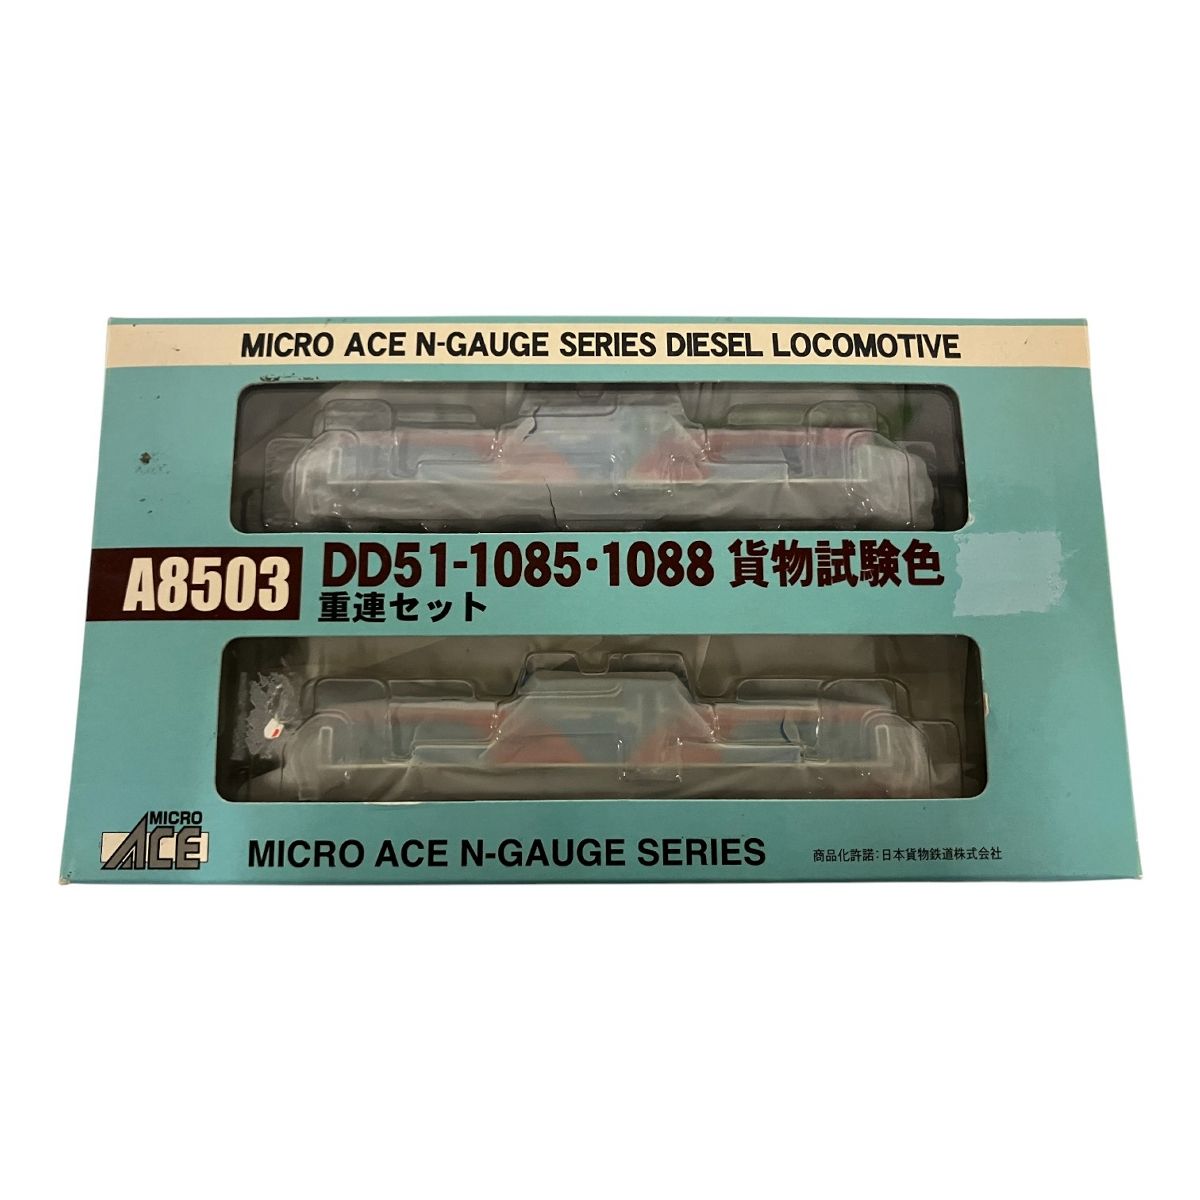 MICRO ACE N-GAUGE SERIES DIESEL LOCOMOTIVE
A8503
DD51-1085・1088 貨物試験色
重連セット
MICRO
ACE
MICRO ACE N-GAUGE SERIES
商品化許諾:日本貨物鉄道株式会社